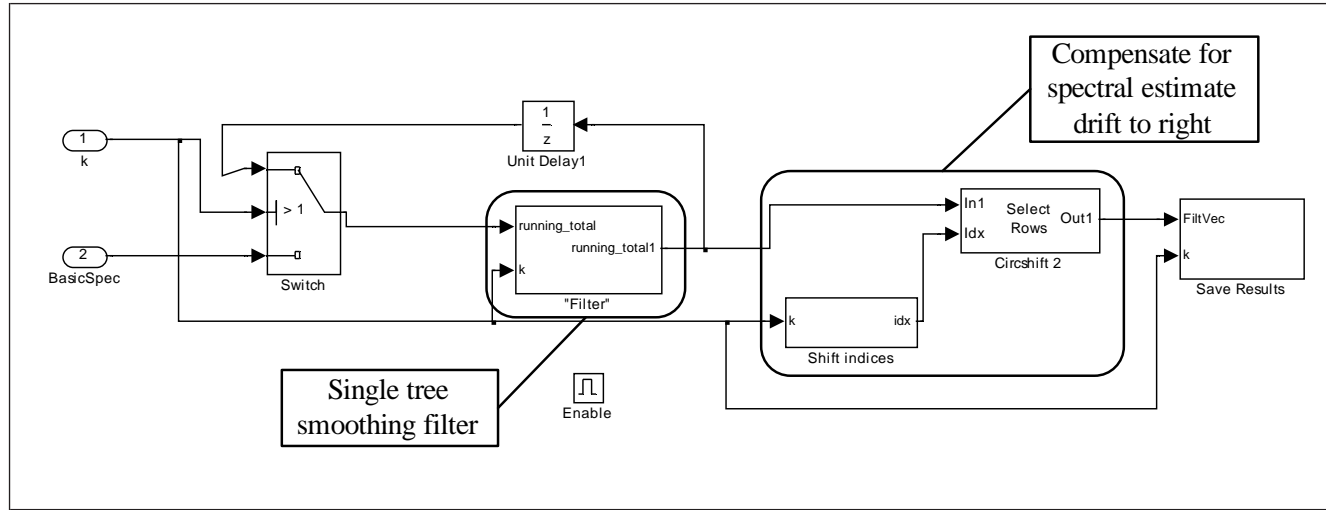 Compensate for
spectral estimate
drift to right
1
z
Unit Delay1
1
k
> 1
2
BasicSpec
Switch
running_total
running_total1
k
"Filter"
In1
Select
Rows
Out1
Idx
Circshift 2
FiltVec
k
Save Results
k
idx
Shift indices
Single tree
smoothing filter
Enable